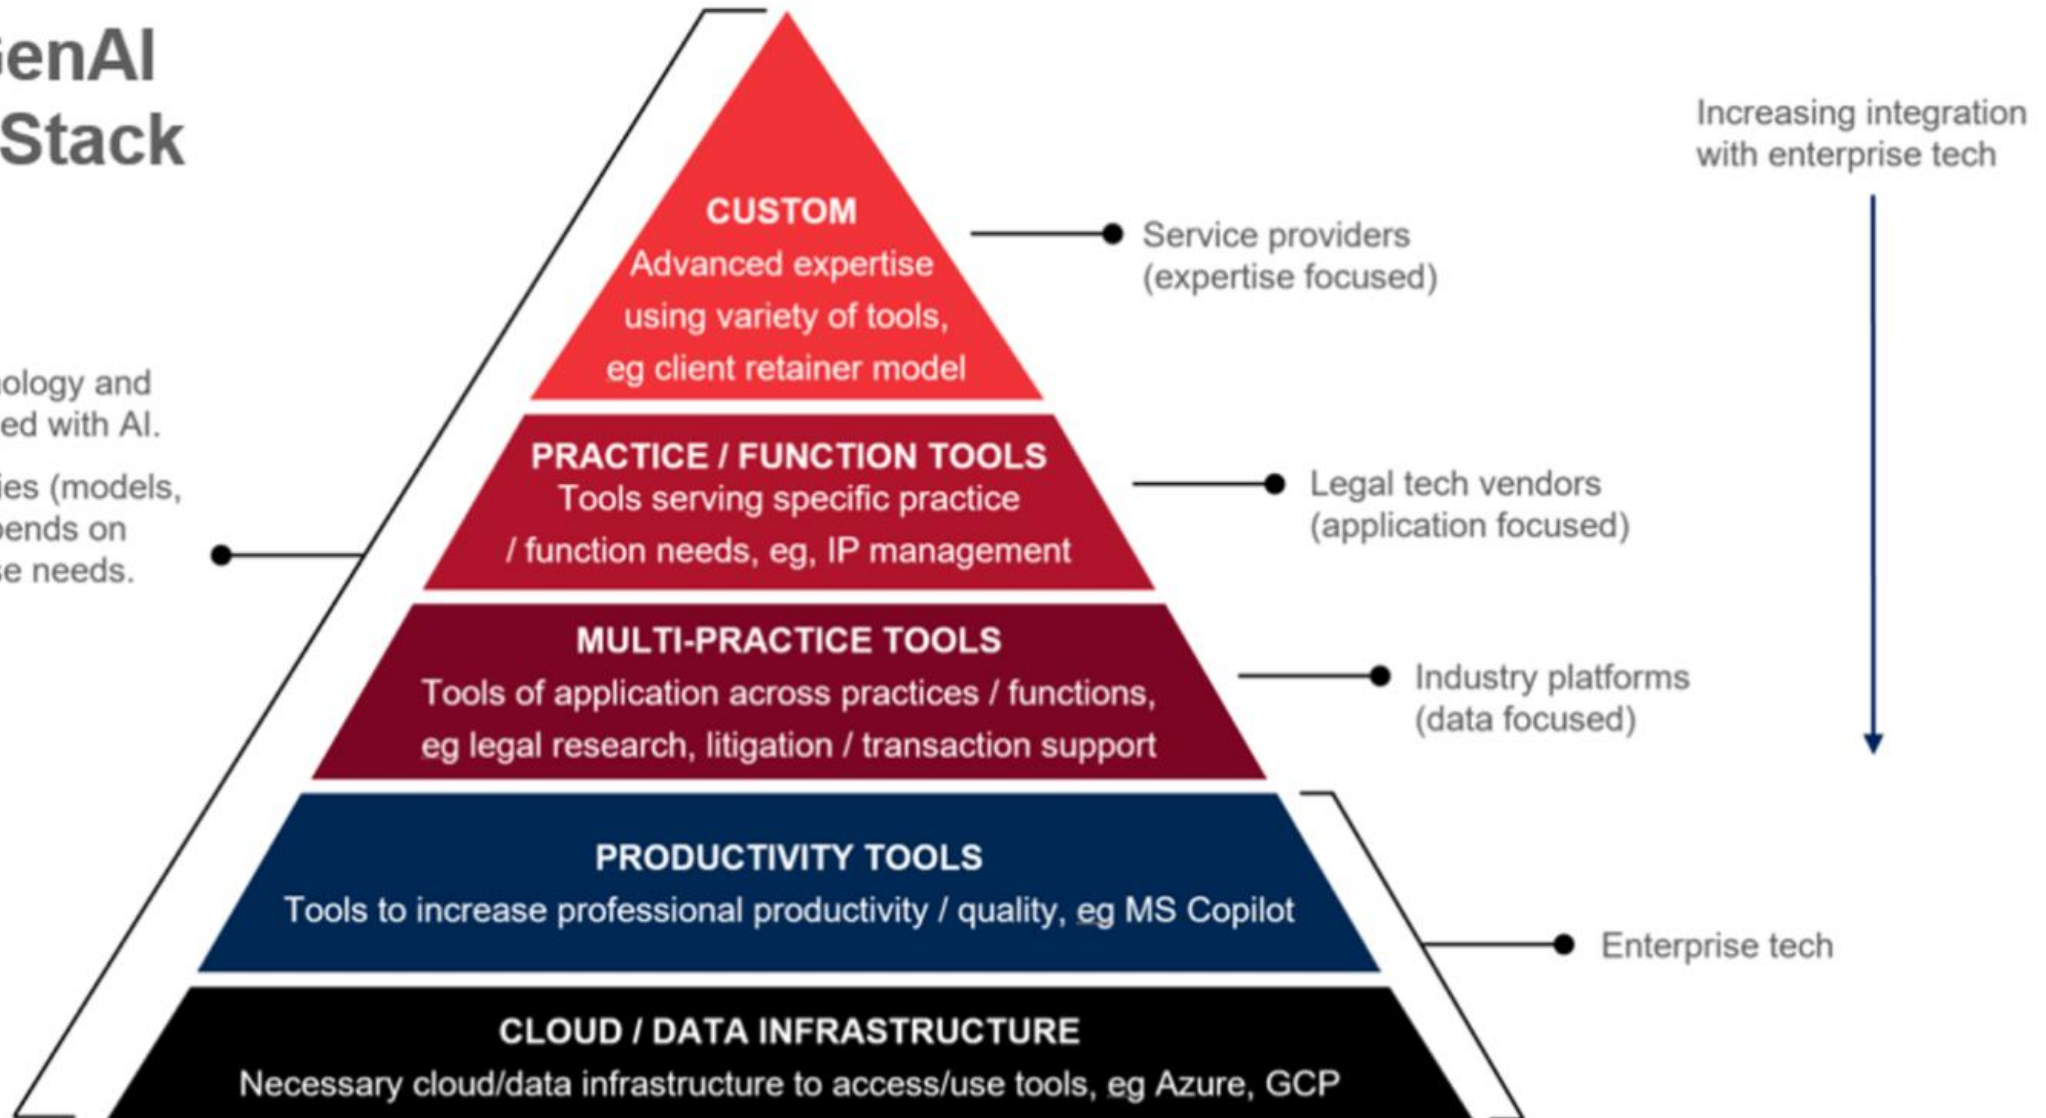 GenAI
Stack
ology and
ed with AI.
ies (models,
pends on
se needs.
CUSTOM
Advanced expertise
using variety of tools,
eg client retainer model
PRACTICE / FUNCTION TOOLS
Tools serving specific practice
/ function needs, eg, IP management
MULTI-PRACTICE TOOLS
Tools of application across practices / functions,
eg legal research, litigation / transaction support
PRODUCTIVITY TOOLS
Tools to increase professional productivity / quality, eg MS Copilot
CLOUD / DATA INFRASTRUCTURE
Necessary cloud/data infrastructure to access/use tools, eg Azure, GCP
Service providers
(expertise focused)
Legal tech vendors
(application focused)
Industry platforms
(data focused)
Enterprise tech
Increasing integration
with enterprise tech